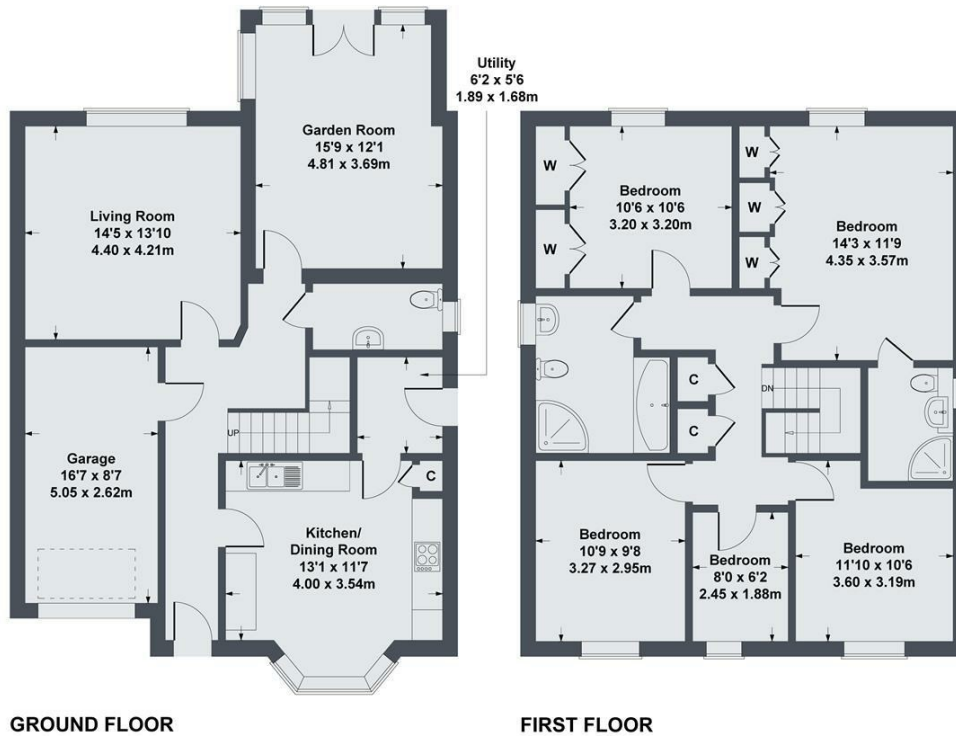 Utility
6'2 x 5'6
1.89 x 1.68m
Garden Room
15'9 x 12'1
4.81 x 3.69m
Living Room
14'5 x 13'10
4.40 x 4.21m
UP
Garage
16'7 x 8'7
5.05 x 2.62m
C
Kitchen/
Dining Room
13'1 x 11'7
4.00 x 3.54m
GROUND FLOOR
W
W
Bedroom
10'6 x 10'6
3.20 x 3.20m
W
W
W
Bedroom
14'3 x 11'9
4.35 x 3.57m
C
C
DN
Bedroom
10'9 x 9'8
3.27 x 2.95m
Bedroom
8'0 x 6'2
2.45 x 1.88m
Bedroom
11'10 x 10'6
3.60 x 3.19m
FIRST FLOOR